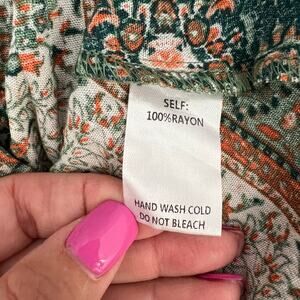 SELF:
100%RAYON
HAND WASH COLD
DO NOT BLEACH